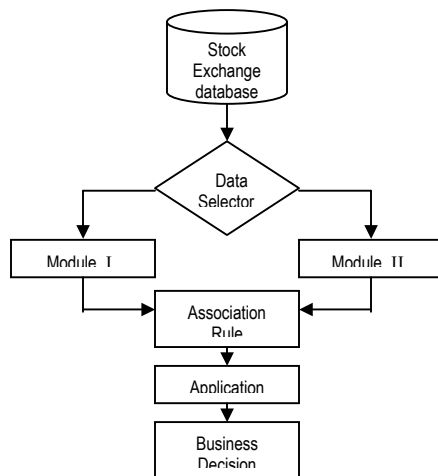 Stock
Exchange
database
Data
Selector
Module I
Module II
Association
Rule
Application
Business
Decision